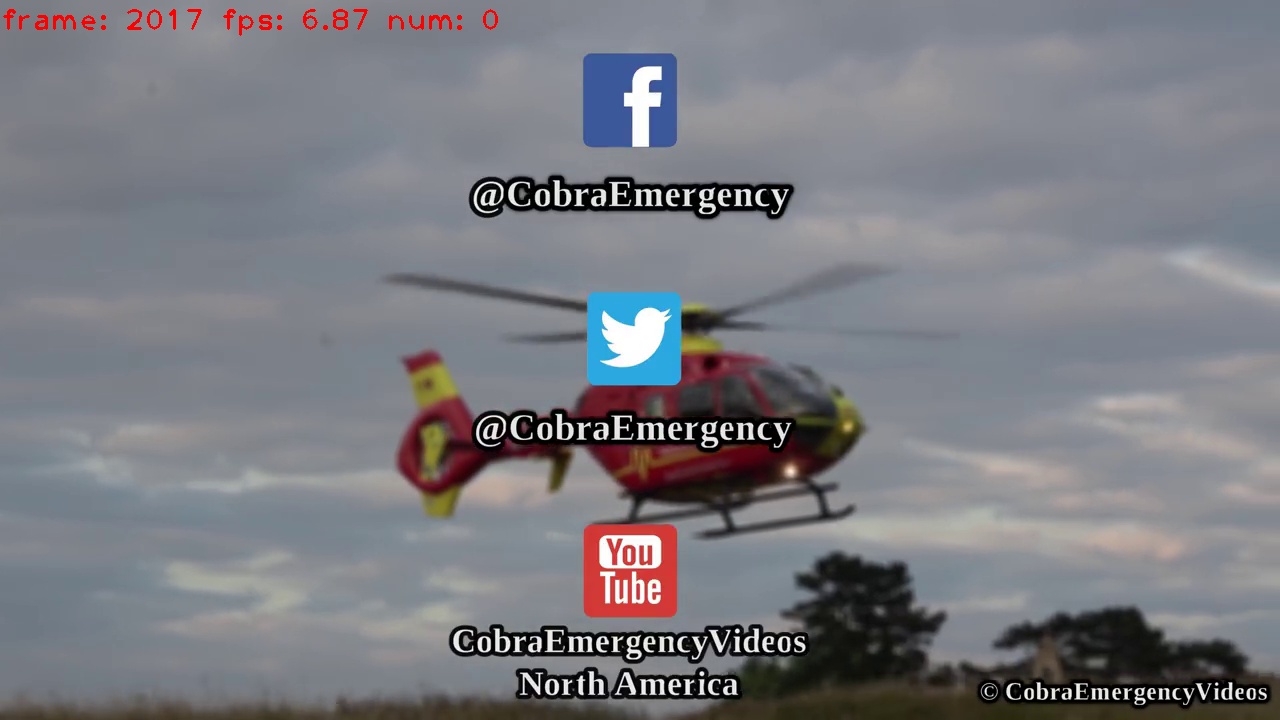 frame: 2017 fps: 6.87 num: 0
f
@CobraEmergency
@CobraEmergency
You
Tube
CobraEmergencyVideos
North America
© CobraEmergencyVideos